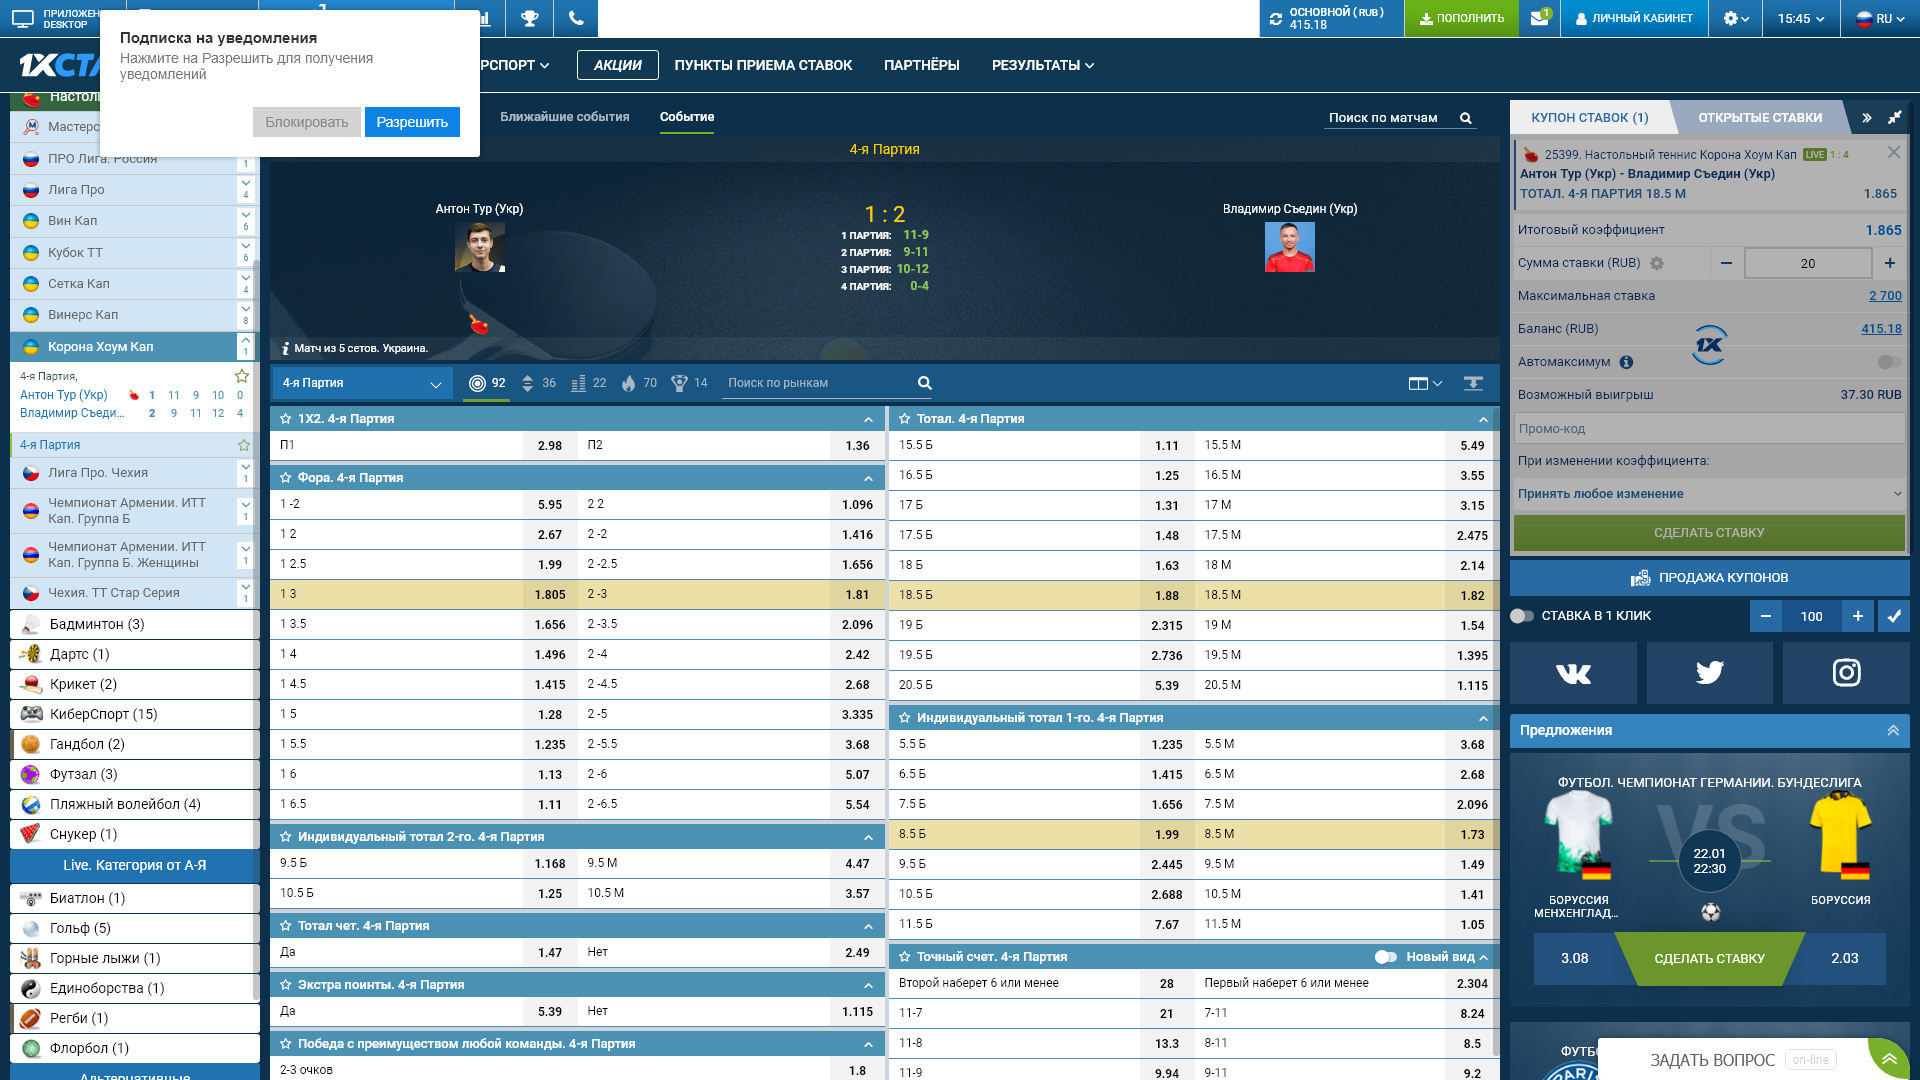 DESKTOP
ОСНОВНОЙ ( RUB )
415.18
ПОПОЛНИТЬ
1
ЛИЧНЫЙ КАБИНЕТ
15:45
RU
Подписка на уведомления
Нажмите на Разрешить для получения
уведомлений
Блокировать
Разрешить
АКЦИИ
ПУНКТЫ ПРИЕМА СТАВОК
ПАРТНЁРЫ
РЕЗУЛЬТАТЫ
ПРО Лига. Россия
1
Лига Про
4
Вин Кап
6
Кубок ТТ
6
Сетка Кап
4
Винерс Кап
8
Корона Хоум Кап
1
4-я Партия,
Антон Тур (Укр) 1 11 9 10 0
Владимир Съеди... 2 9 11 12 4
4-я Партия
Лига Про. Чехия
1
Чемпионат Армении. ИТТ
Кап. Группа Б
1
Чемпионат Армении. ИТТ
Кап. Группа Б. Женщины
1
Чехия. ТТ Стар Серия
1
Бадминтон (3)
Дартс (1)
Крикет (2)
КиберСпорт (15)
Гандбол (2)
Футзал (3)
Пляжный волейбол (4)
Снукер (1)
Live. Категория от А-Я
Биатлон (1)
Гольф (5)
Горные лыжи (1)
Единоборства (1)
Регби (1)
Флорбол (1)
Альтернативные
Ближайшие события
Событие
Поиск по матчам
4-я Партия
Антон Тур (Укр)
1 : 2
Владимир Съедин (Укр)
1 ПАРТИЯ: 11-9
2 ПАРТИЯ: 9-11
3 ПАРТИЯ: 10-12
4 ПАРТИЯ: 0-4
Матч из 5 сетов. Украина.
4-я Партия
92
36
22
70
14
Поиск по рынкам
1X2. 4-я Партия
П1 2.98 П2 1.36
Фора. 4-я Партия
1 -2 5.95 2 2 1.096
1 2 2.67 2 -2 1.416
1 2.5 1.99 2 -2.5 1.656
1 3 1.805 2 -3 1.81
1 3.5 1.656 2 -3.5 2.096
1 4 1.496 2 -4 2.42
1 4.5 1.415 2 -4.5 2.68
1 5 1.28 2 -5 3.335
1 5.5 1.235 2 -5.5 3.68
1 6 1.13 2 -6 5.07
1 6.5 1.11 2 -6.5 5.54
Индивидуальный тотал 2-го. 4-я Партия
9.5 Б 1.168 9.5 М 4.47
10.5 Б 1.25 10.5 М 3.57
Тотал чет. 4-я Партия
Да 1.47 Нет 2.49
Экстра поинты. 4-я Партия
Да 5.39 Нет 1.115
Победа с преимуществом любой команды. 4-я Партия
2-3 очков 1.8
Тотал. 4-я Партия
15.5 Б 1.11 15.5 М 5.49
16.5 Б 1.25 16.5 М 3.55
17 Б 1.31 17 М 3.15
17.5 Б 1.48 17.5 М 2.475
18 Б 1.63 18 М 2.14
18.5 Б 1.88 18.5 М 1.82
19 Б 2.315 19 М 1.54
19.5 Б 2.736 19.5 М 1.395
20.5 Б 5.39 20.5 М 1.115
Индивидуальный тотал 1-го. 4-я Партия
5.5 Б 1.235 5.5 М 3.68
6.5 Б 1.415 6.5 М 2.68
7.5 Б 1.656 7.5 М 2.096
8.5 Б 1.99 8.5 М 1.73
9.5 Б 2.445 9.5 М 1.49
10.5 Б 2.688 10.5 М 1.41
11.5 Б 7.67 11.5 М 1.05
Точный счет. 4-я Партия
Новый вид
Второй наберет 6 или менее 28 Первый наберет 6 или менее 2.304
11-7 21 7-11 8.24
11-8 13.3 8-11 8.5
11-9 9.94 9-11 9.2
КУПОН СТАВОК (1)
ОТКРЫТЫЕ СТАВКИ
25399. Настольный теннис Корона Хоум Кап LIVE 1 : 4
Антон Тур (Укр) - Владимир Съедин (Укр)
ТОТАЛ. 4-Я ПАРТИЯ 18.5 М 1.865
Итоговый коэффициент 1.865
Сумма ставки (RUB) − 20 +
Максимальная ставка 2 700
Баланс (RUB) 415.18
1X
Автомаксимум
Возможный выигрыш 37.30 RUB
Промо-код
При изменении коэффициента:
Принять любое изменение
СДЕЛАТЬ СТАВКУ
ПРОДАЖА КУПОНОВ
СТАВКА В 1 КЛИК − 100 +
Предложения
ФУТБОЛ. ЧЕМПИОНАТ ГЕРМАНИИ. БУНДЕСЛИГА
VS
22.01
22:30
БОРУССИЯ
МЕНХЕНГЛАД...
БОРУССИЯ
3.08
СДЕЛАТЬ СТАВКУ
2.03
PARIS
ЗАДАТЬ ВОПРОС
on-line